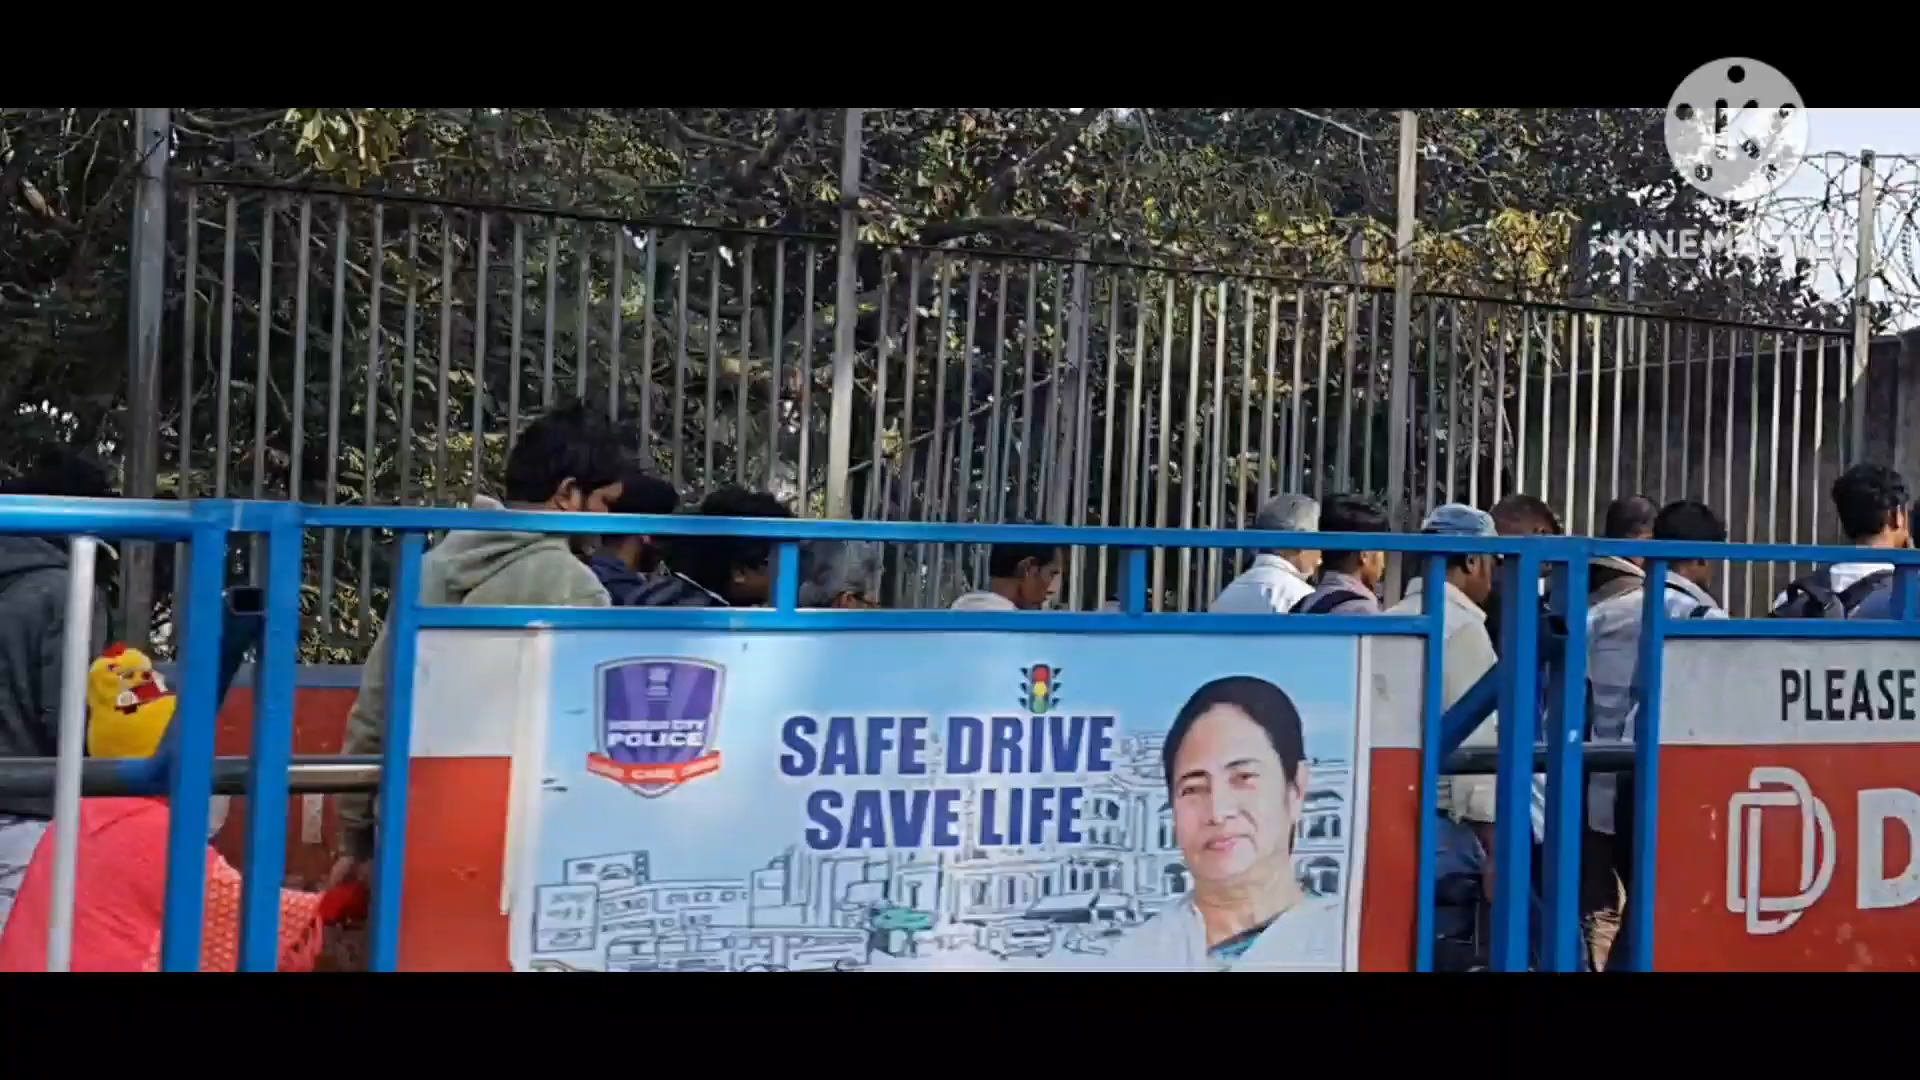 KINEMASTER
POLICE
SAFE DRIVE
SAVE LIFE
PLEASE